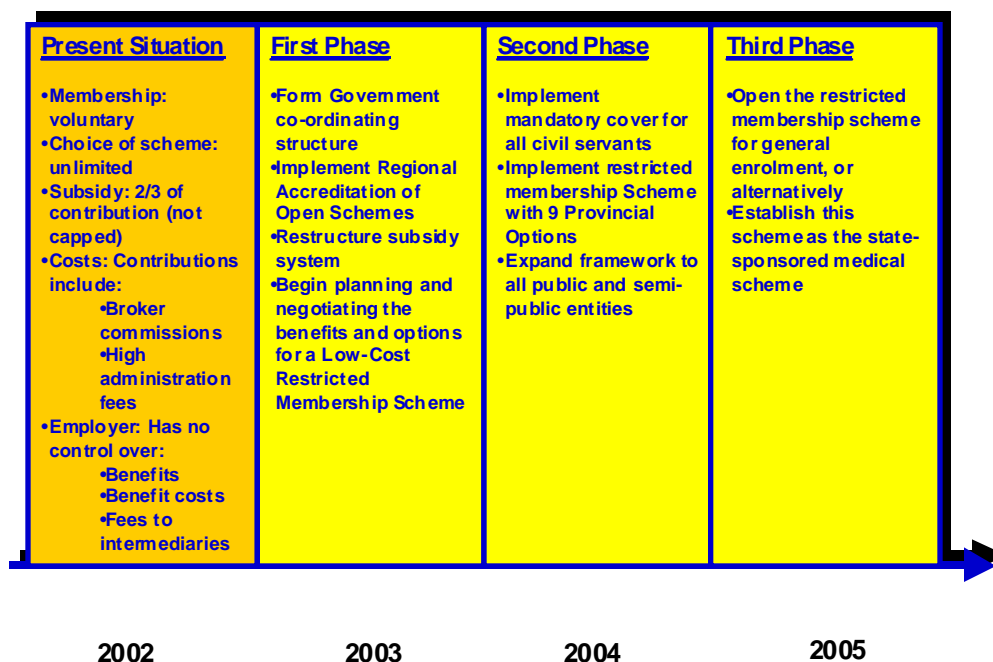 Present Situation
•Membership:
voluntary
•Choice of scheme:
unlimited
•Subsidy: 2/3 of
contribution (not
capped)
•Costs: Contributions
include:
•Broker
commissions
•High
administration
fees
•Employer: Has no
control over:
•Benefits
•Benefit costs
•Fees to
intermediaries
First Phase
•Form Government
co-ordinating
structure
•Implement Regional
Accreditation of
Open Schemes
•Restructure subsidy
system
•Begin planning and
negotiating the
benefits and options
for a Low-Cost
Restricted
Membership Scheme
Second Phase
•Implement
mandatory cover for
all civil servants
•Implement restricted
membership Scheme
with 9 Provincial
Options
•Expand framework to
all public and semi-
public entities
Third Phase
•Open the restricted
membership scheme
for general
enrolment, or
alternatively
•Establish this
scheme as the state-
sponsored medical
scheme
2002
2003
2004
2005